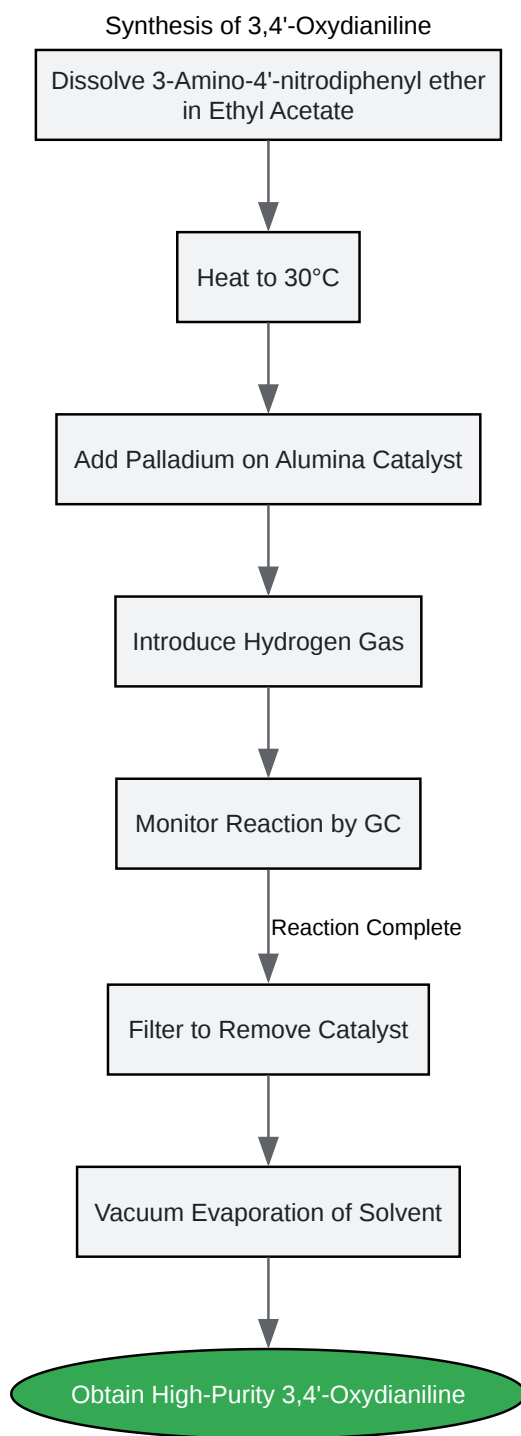 Synthesis of 3,4'-Oxydianiline
Dissolve 3-Amino-4'-nitrodiphenyl ether
in Ethyl Acetate
Heat to 30°C
Add Palladium on Alumina Catalyst
Introduce Hydrogen Gas
Monitor Reaction by GC
Reaction Complete
Filter to Remove Catalyst
Vacuum Evaporation of Solvent
Obtain High-Purity 3,4'-Oxydianiline